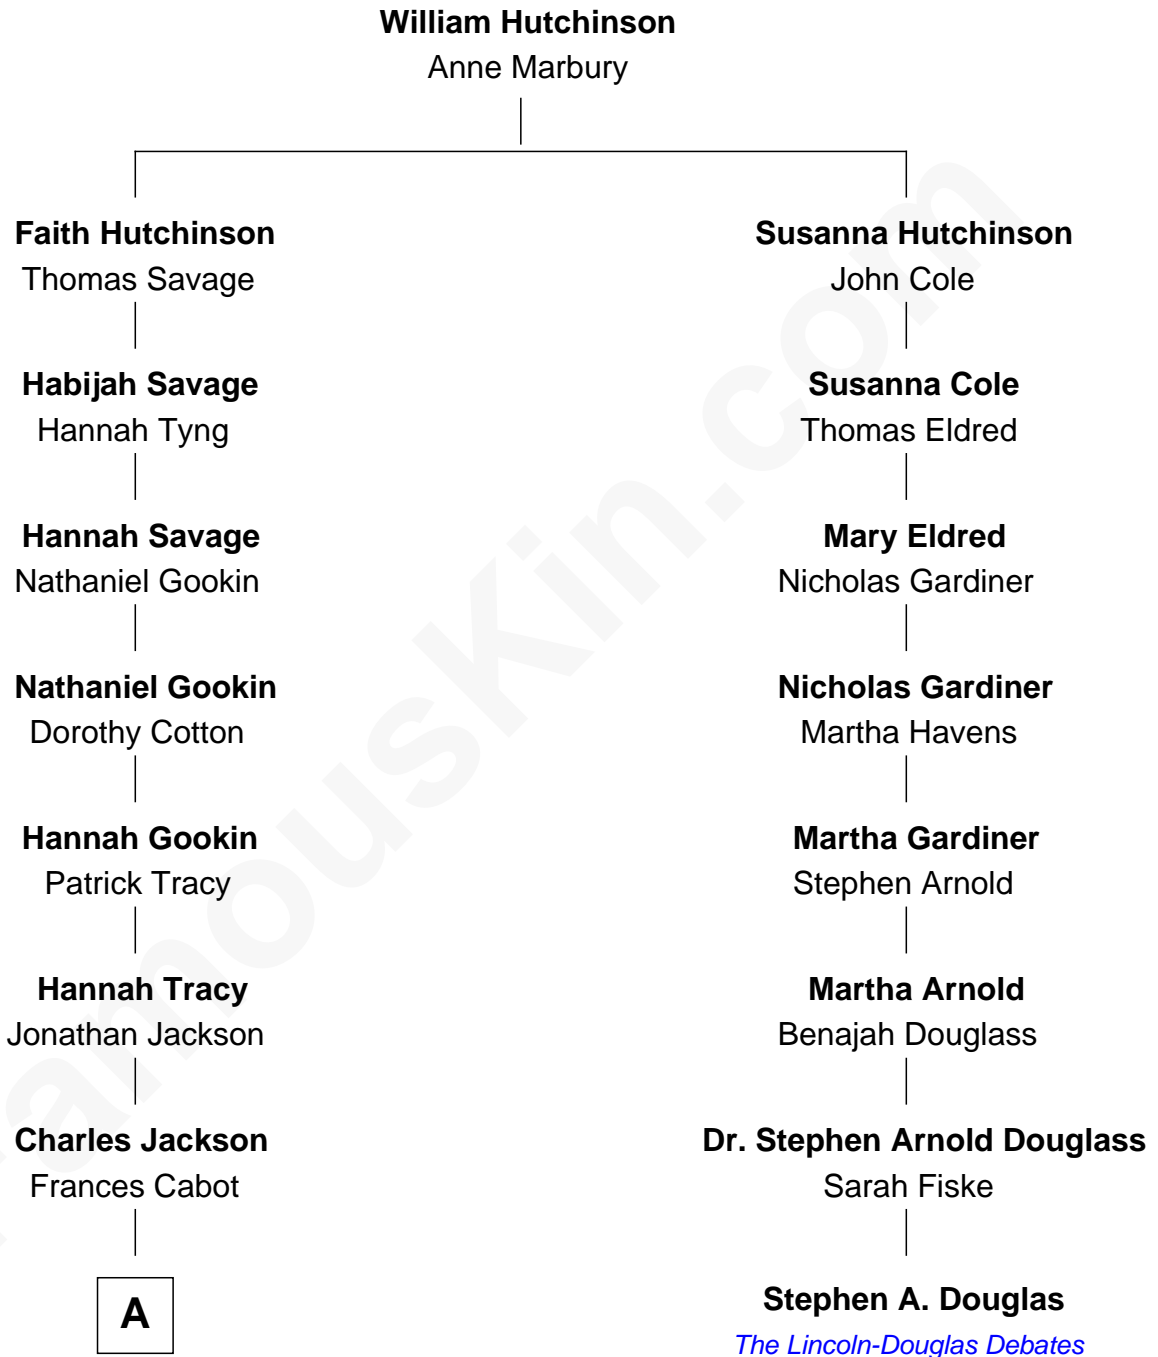 William Hutchinson
Anne Marbury
Faith Hutchinson
Thomas Savage
Susanna Hutchinson
John Cole
Habijah Savage
Hannah Tyng
Susanna Cole
Thomas Eldred
Hannah Savage
Nathaniel Gookin
Mary Eldred
Nicholas Gardiner
Nathaniel Gookin
Dorothy Cotton
Nicholas Gardiner
Martha Havens
Hannah Gookin
Patrick Tracy
Martha Gardiner
Stephen Arnold
Hannah Tracy
Jonathan Jackson
Martha Arnold
Benajah Douglass
Charles Jackson
Frances Cabot
Dr. Stephen Arnold Douglass
Sarah Fiske
A
Stephen A. Douglas
The Lincoln-Douglas Debates
FamousKin.com